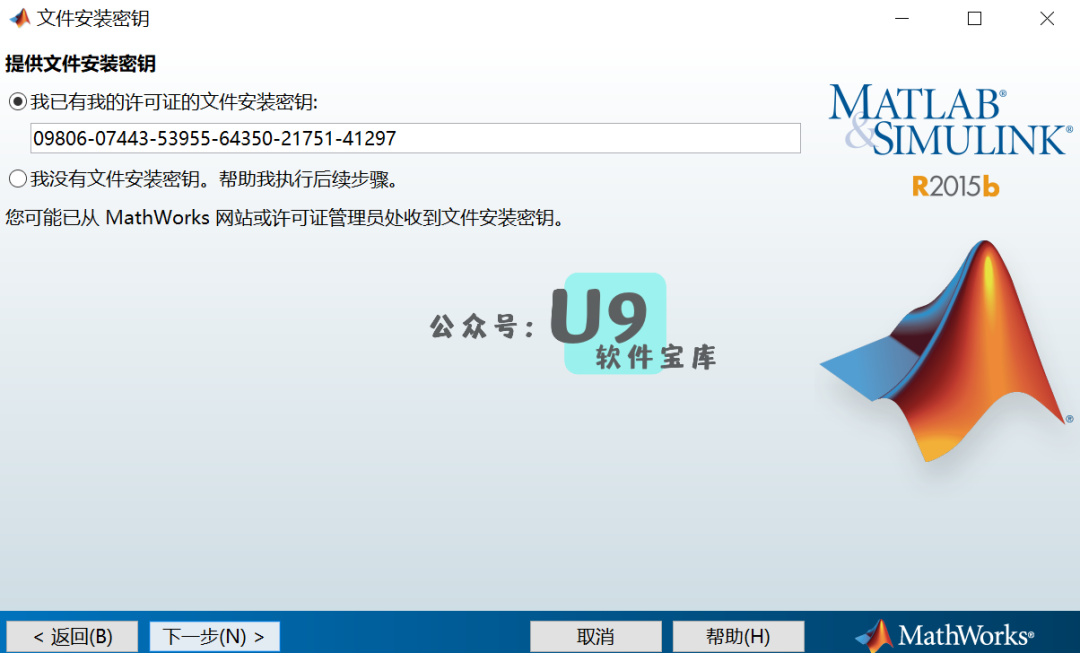 文件安装密钥
提供文件安装密钥
我已有我的许可证的文件安装密钥:
09806-07443-53955-64350-21751-41297
我没有文件安装密钥。帮助我执行后续步骤。
您可能已从 MathWorks 网站或许可证管理员处收到文件安装密钥。
MATLAB®
&SIMULINK®
R2015b
公众号：U9
软件宝库
®
< 返回(B)
下一步(N) >
取消
帮助(H)
MathWorks®